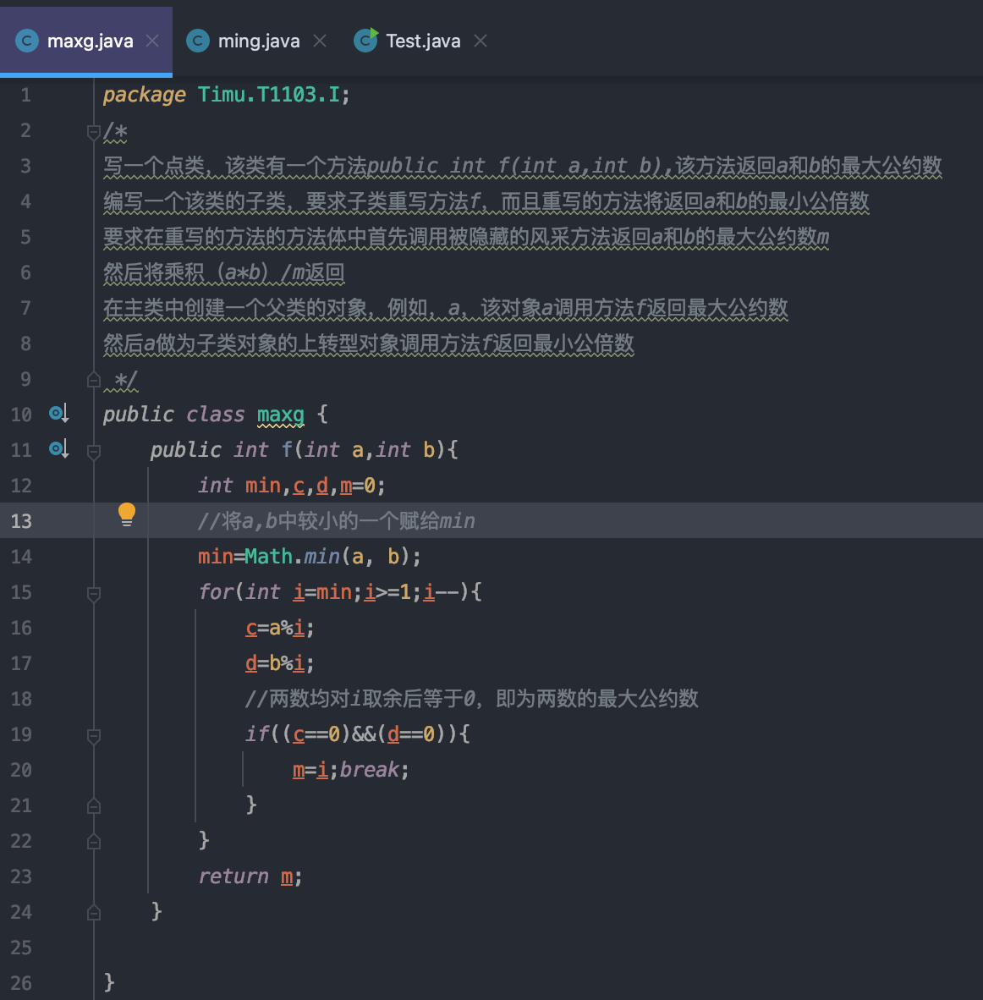 maxg.java ming.java Test.java
1 package Timu.T1103.I;
2 /*
3 写一个点类，该类有一个方法public int f(int a,int b),该方法返回a和b的最大公约数
4 编写一个该类的子类，要求子类重写方法f，而且重写的方法将返回a和b的最小公倍数
5 要求在重写的方法的方法体中首先调用被隐藏的风采方法返回a和b的最大公约数m
6 然后将乘积（a*b）/m返回
7 在主类中创建一个父类的对象，例如，a，该对象a调用方法f返回最大公约数
8 然后a做为子类对象的上转型对象调用方法f返回最小公倍数
9 */
10 public class maxg {
11 public int f(int a,int b){
12 int min,c,d,m=0;
13 //将a,b中较小的一个赋给min
14 min=Math.min(a, b);
15 for(int i=min;i>=1;i--){
16 c=a%i;
17 d=b%i;
18 //两数均对i取余后等于0，即为两数的最大公约数
19 if((c==0)&&(d==0)){
20 m=i;break;
21 }
22 }
23 return m;
24 }
25
26 }